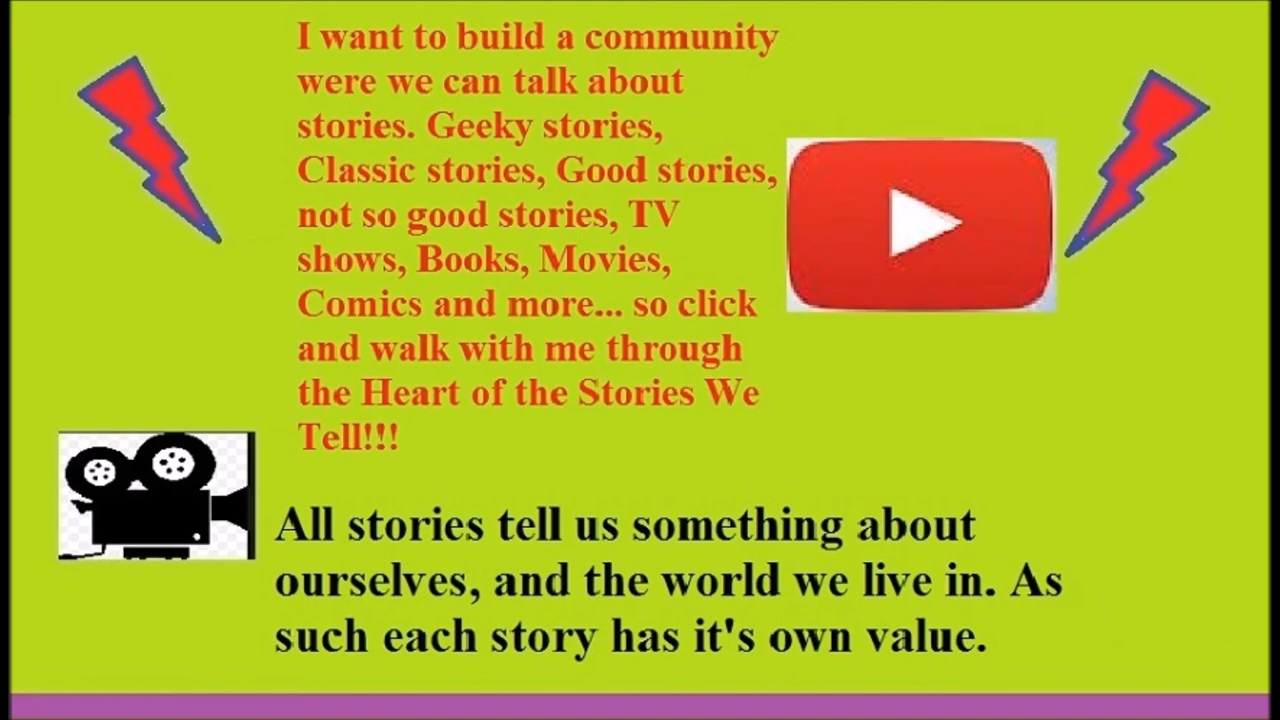 I want to build a community
were we can talk about
stories. Geeky stories,
Classic stories, Good stories,
not so good stories, TV
shows, Books, Movies,
Comics and more... so click
and walk with me through
the Heart of the Stories We
Tell!!!
All stories tell us something about
ourselves, and the world we live in. As
such each story has it's own value.